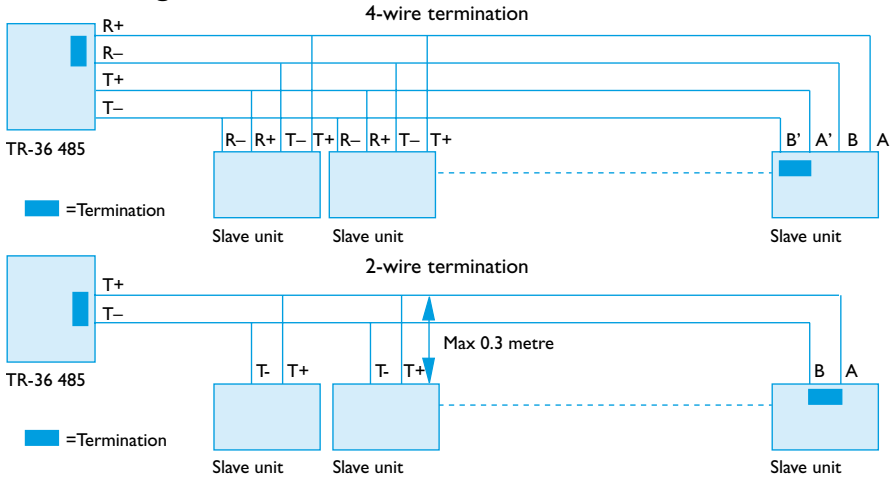 4-wire termination
R+
R–
T+
T–
R– R+ T– T+ R– R+ T– T+ B' A' B A
TR-36 485
=Termination
Slave unit Slave unit Slave unit
2-wire termination
T+
T–
Max 0.3 metre
T- T+ T- T+ B A
TR-36 485
=Termination
Slave unit Slave unit Slave unit